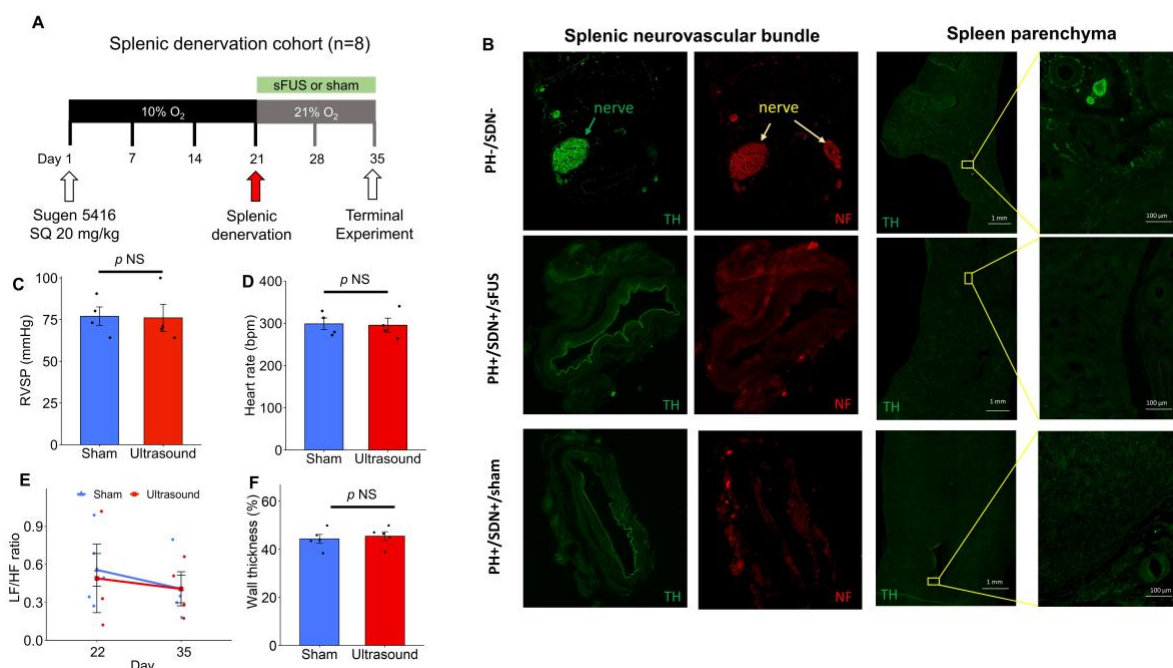 A
Splenic denervation cohort (n=8)
sFUS or sham
10% O₂
21% O₂
Day 1 7 14 21 28 35
Sugen 5416
SQ 20 mg/kg
Splenic
denervation
Terminal
Experiment
B
Splenic neurovascular bundle
Spleen parenchyma
PH-/SDN-
nerve
TH
nerve
NF
TH
1 mm
100 µm
PH+/SDN+/sFUS
TH
NF
TH
1 mm
100 µm
PH+/SDN+/sham
TH
NF
TH
1 mm
100 µm
C
p NS
RVSP (mmHg)
100
75
50
25
0
Sham Ultrasound
D
p NS
Heart rate (bpm)
400
300
200
100
0
Sham Ultrasound
E
Sham Ultrasound
LF/HF ratio
0.9
0.6
0.3
0.0
22 35
Day
F
p NS
Wall thickness (%)
60
40
20
0
Sham Ultrasound